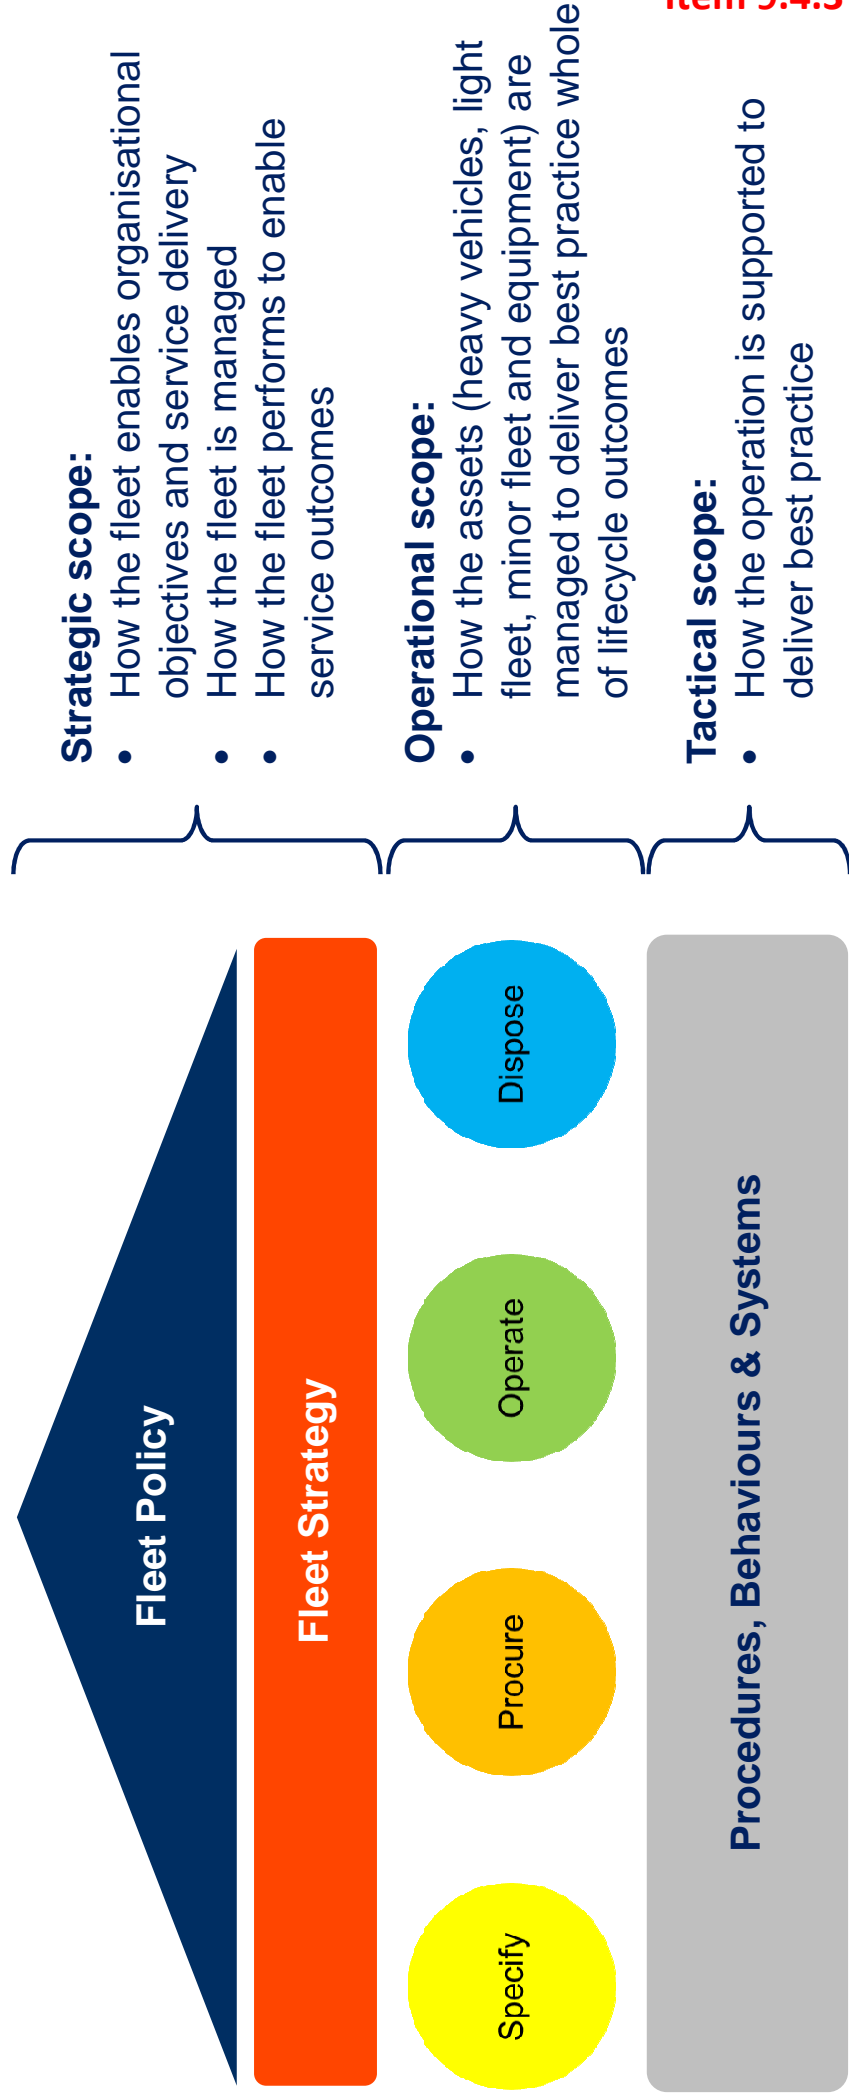 Item 9.4.3
Fleet Policy
Fleet Strategy
Specify
Procure
Operate
Dispose
Procedures, Behaviours & Systems
Strategic scope:
• How the fleet enables organisational
objectives and service delivery
• How the fleet is managed
• How the fleet performs to enable
service outcomes
Operational scope:
• How the assets (heavy vehicles, light
fleet, minor fleet and equipment) are
managed to deliver best practice whole
of lifecycle outcomes
Tactical scope:
• How the operation is supported to
deliver best practice